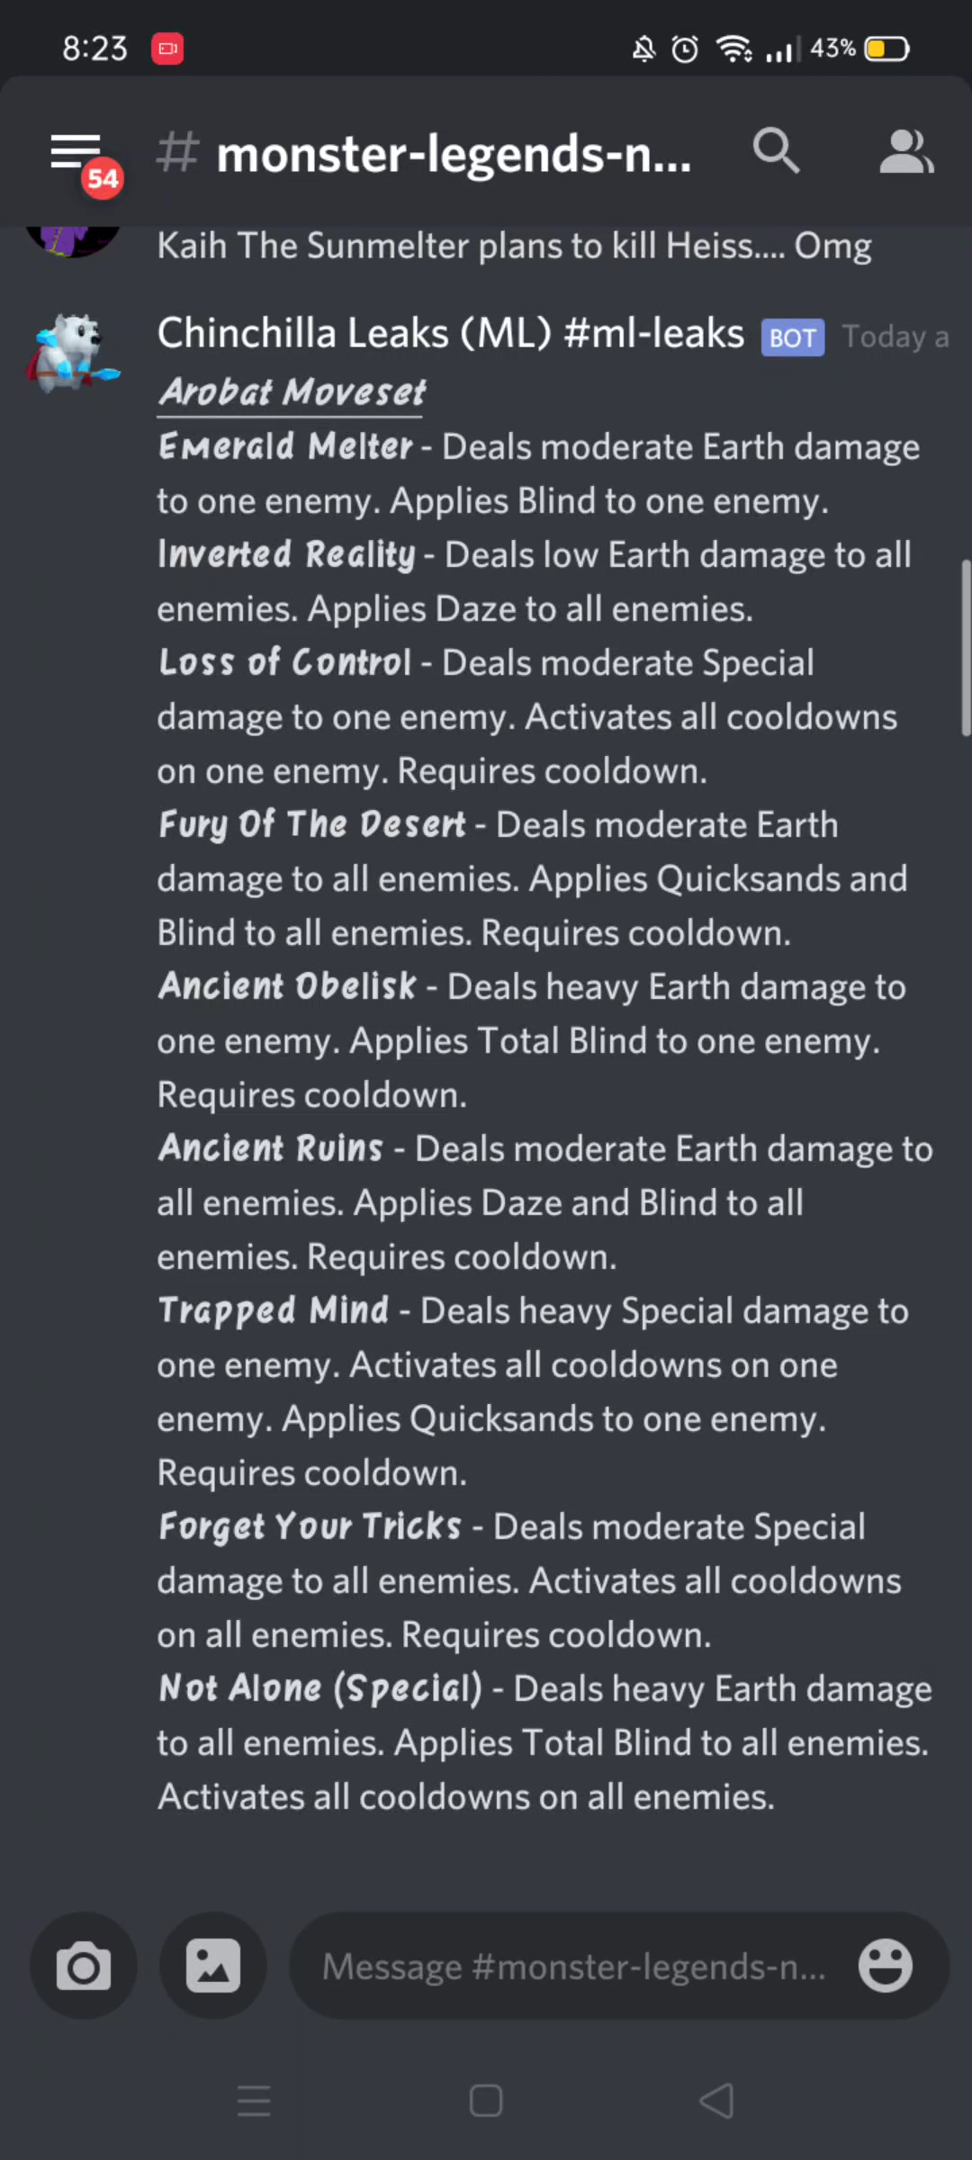 8:23
43%
54
# monster-legends-n...
Kaih The Sunmelter plans to kill Heiss.... Omg
Chinchilla Leaks (ML) #ml-leaks BOT Today a
Arobat Moveset
Emerald Melter - Deals moderate Earth damage
to one enemy. Applies Blind to one enemy.
Inverted Reality - Deals low Earth damage to all
enemies. Applies Daze to all enemies.
Loss of Control - Deals moderate Special
damage to one enemy. Activates all cooldowns
on one enemy. Requires cooldown.
Fury Of The Desert - Deals moderate Earth
damage to all enemies. Applies Quicksands and
Blind to all enemies. Requires cooldown.
Ancient Obelisk - Deals heavy Earth damage to
one enemy. Applies Total Blind to one enemy.
Requires cooldown.
Ancient Ruins - Deals moderate Earth damage to
all enemies. Applies Daze and Blind to all
enemies. Requires cooldown.
Trapped Mind - Deals heavy Special damage to
one enemy. Activates all cooldowns on one
enemy. Applies Quicksands to one enemy.
Requires cooldown.
Forget Your Tricks - Deals moderate Special
damage to all enemies. Activates all cooldowns
on all enemies. Requires cooldown.
Not Alone (Special) - Deals heavy Earth damage
to all enemies. Applies Total Blind to all enemies.
Activates all cooldowns on all enemies.
Message #monster-legends-n...